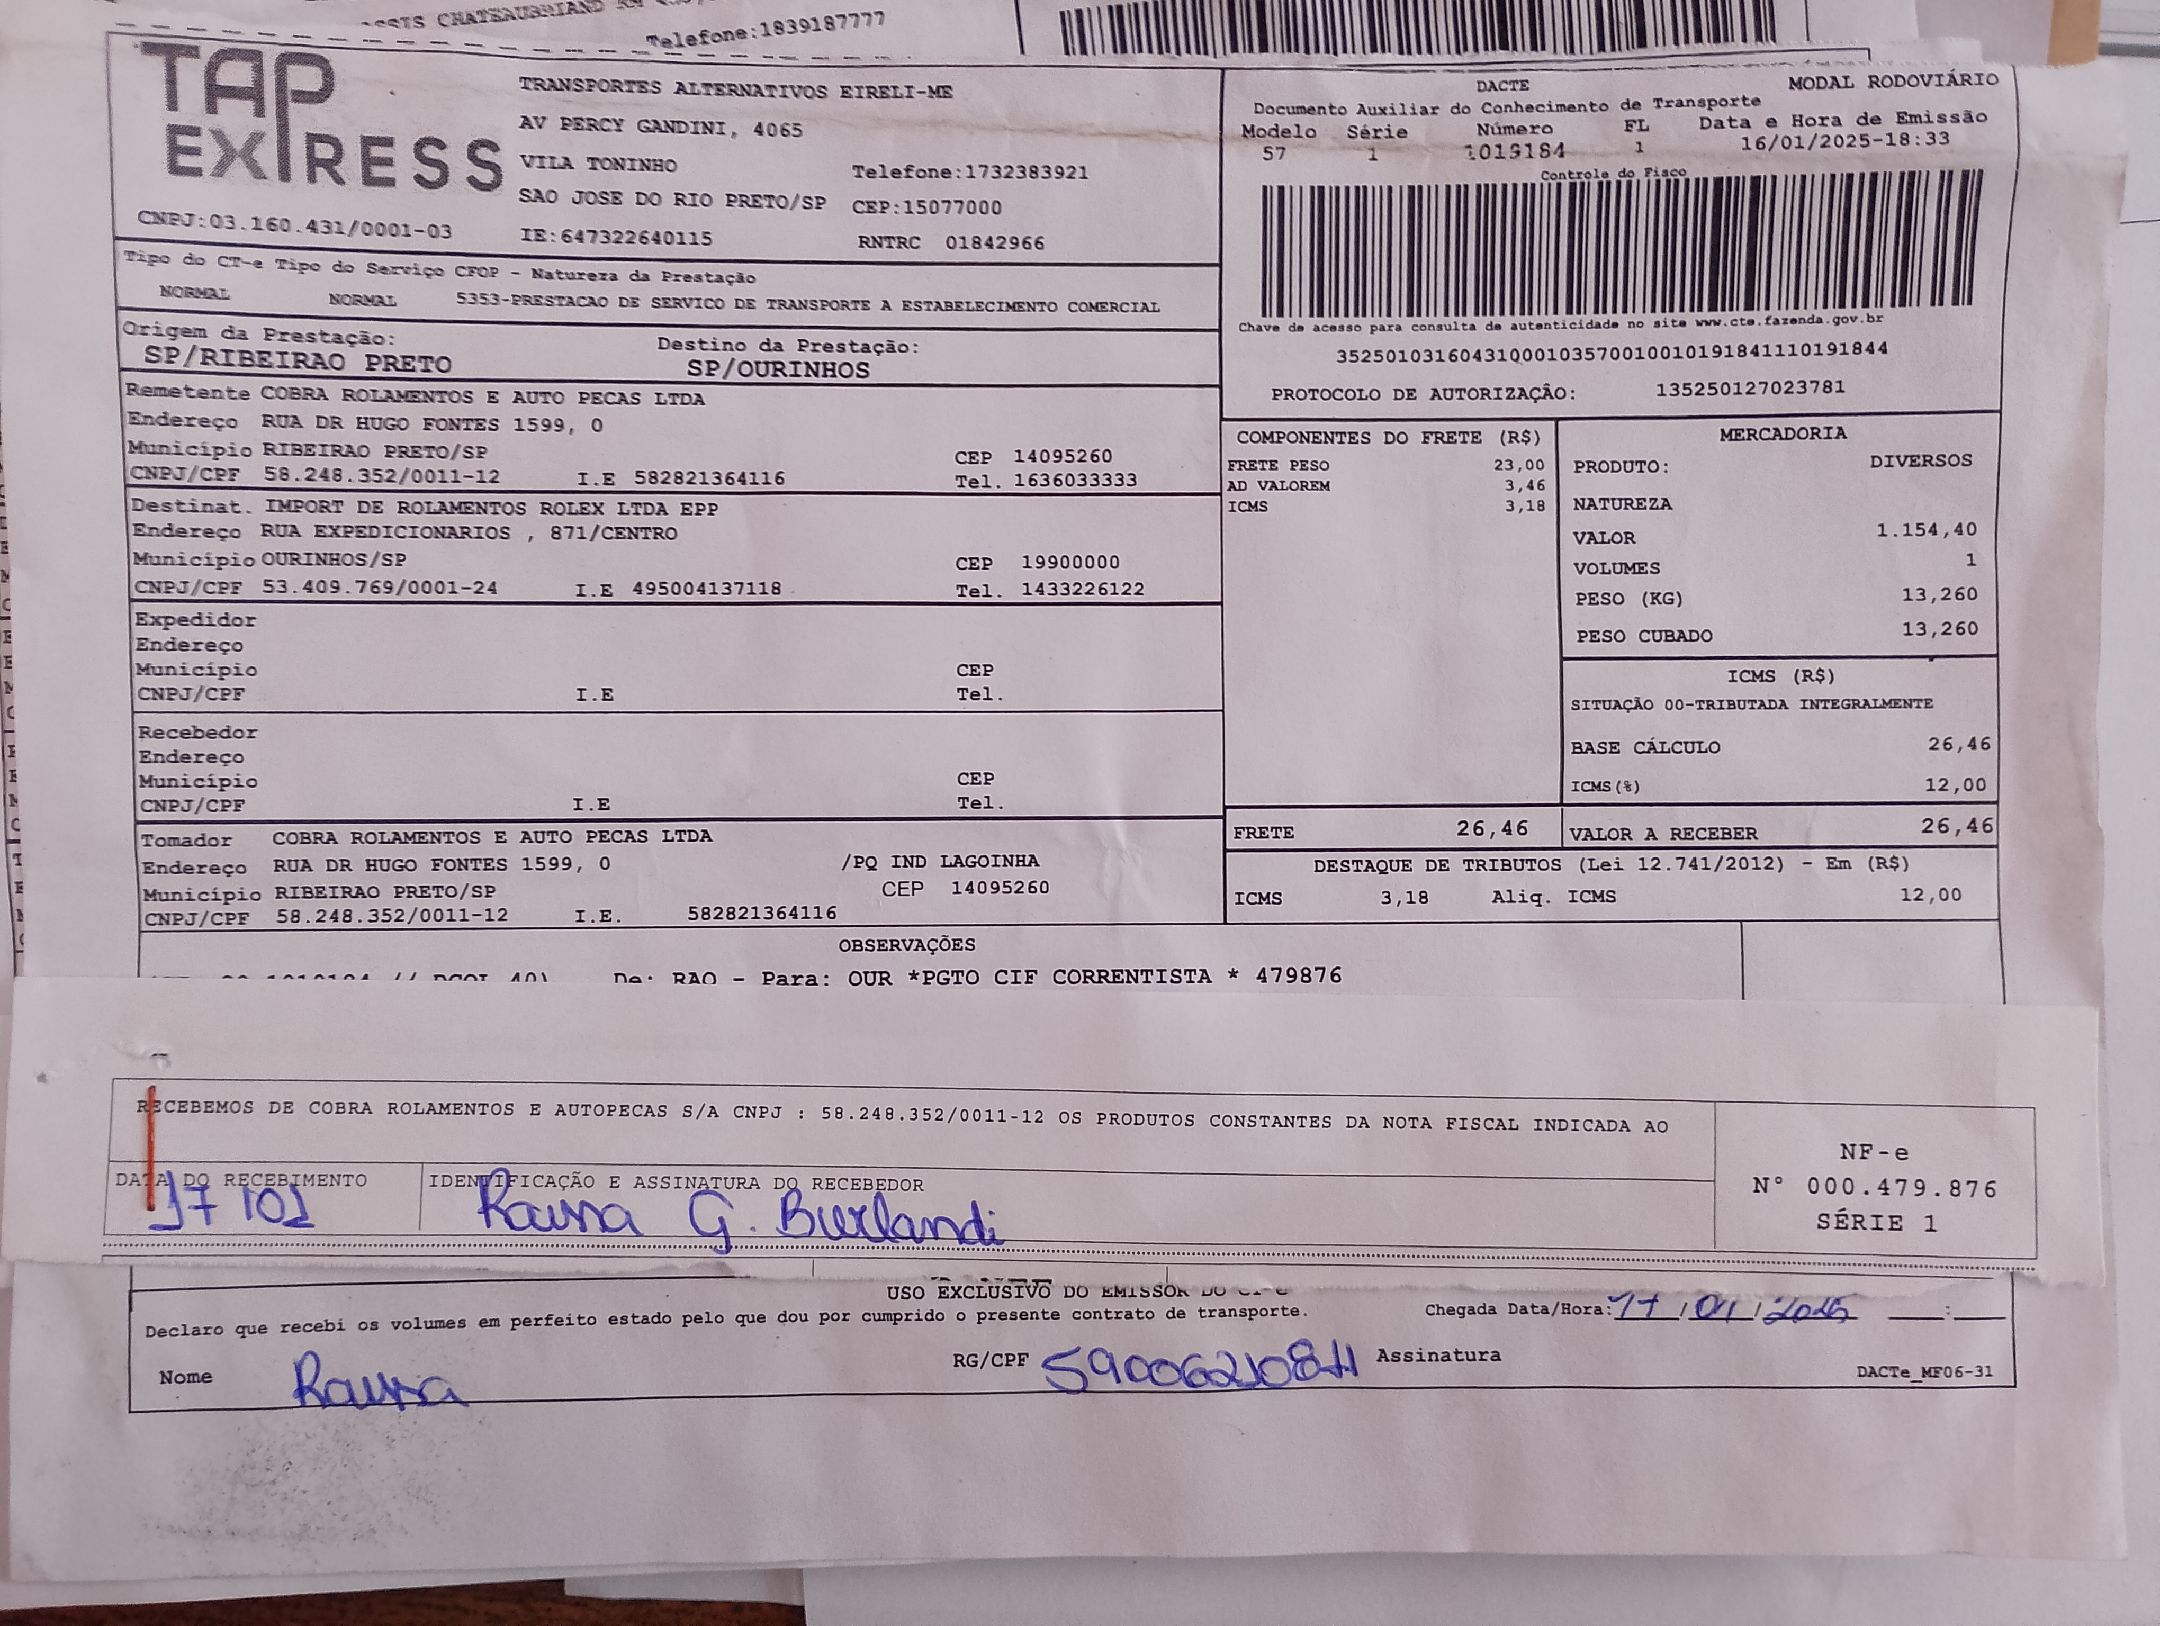 ASSIS CHATEAUBRIAND KM
Telefone:1839187777
TAP
EXPRESS
CNPJ:03.160.431/0001-03
TRANSPORTES ALTERNATIVOS EIRELI-ME
AV PERCY GANDINI, 4065
VILA TONINHO Telefone:1732383921
SAO JOSE DO RIO PRETO/SP CEP:15077000
IE:647322640115 RNTRC 01842966
DACTE MODAL RODOVIÁRIO
Documento Auxiliar do Conhecimento de Transporte
Modelo Série Número FL Data e Hora de Emissão
57 1 1019184 1 16/01/2025-18:33
Controle do Fisco
Chave de acesso para consulta de autenticidade no site www.cte.fazenda.gov.br
35250103160431000103570010010191841110191844
PROTOCOLO DE AUTORIZAÇÃO: 135250127023781
Tipo do CT-e Tipo do Serviço CFOP - Natureza da Prestação
NORMAL NORMAL 5353-PRESTACAO DE SERVICO DE TRANSPORTE A ESTABELECIMENTO COMERCIAL
Origem da Prestação: Destino da Prestação:
SP/RIBEIRAO PRETO SP/OURINHOS
Remetente COBRA ROLAMENTOS E AUTO PECAS LTDA
Endereço RUA DR HUGO FONTES 1599, 0
Município RIBEIRAO PRETO/SP CEP 14095260
CNPJ/CPF 58.248.352/0011-12 I.E 582821364116 Tel. 1636033333
Destinat. IMPORT DE ROLAMENTOS ROLEX LTDA EPP
Endereço RUA EXPEDICIONARIOS , 871/CENTRO
Município OURINHOS/SP CEP 19900000
CNPJ/CPF 53.409.769/0001-24 I.E 495004137118 Tel. 1433226122
Expedidor
Endereço
Município CEP
CNPJ/CPF I.E Tel.
Recebedor
Endereço
Município CEP
CNPJ/CPF I.E Tel.
Tomador COBRA ROLAMENTOS E AUTO PECAS LTDA
Endereço RUA DR HUGO FONTES 1599, 0 /PQ IND LAGOINHA
Município RIBEIRAO PRETO/SP CEP 14095260
CNPJ/CPF 58.248.352/0011-12 I.E. 582821364116
COMPONENTES DO FRETE (R$)
FRETE PESO 23,00
AD VALOREM 3,46
ICMS 3,18
MERCADORIA
PRODUTO: DIVERSOS
NATUREZA
VALOR 1.154,40
VOLUMES 1
PESO (KG) 13,260
PESO CUBADO 13,260
ICMS (R$)
SITUAÇÃO 00-TRIBUTADA INTEGRALMENTE
BASE CÁLCULO 26,46
ICMS(%) 12,00
FRETE 26,46 VALOR A RECEBER 26,46
DESTAQUE DE TRIBUTOS (Lei 12.741/2012) - Em (R$)
ICMS 3,18 Aliq. ICMS 12,00
OBSERVAÇÕES
De: RAO - Para: OUR *PGTO CIF CORRENTISTA * 479876
RECEBEMOS DE COBRA ROLAMENTOS E AUTOPECAS S/A CNPJ : 58.248.352/0011-12 OS PRODUTOS CONSTANTES DA NOTA FISCAL INDICADA AO
DATA DO RECEBIMENTO IDENTIFICAÇÃO E ASSINATURA DO RECEBEDOR
17/01 G. Burlandi
NF-e
N° 000.479.876
SÉRIE 1
USO EXCLUSIVO DO EMISSOR DO CT-e
Declaro que recebi os volumes em perfeito estado pelo que dou por cumprido o presente contrato de transporte. Chegada Data/Hora: 17/01/2025 :
Nome RG/CPF Assinatura
DACTe_MF06-31